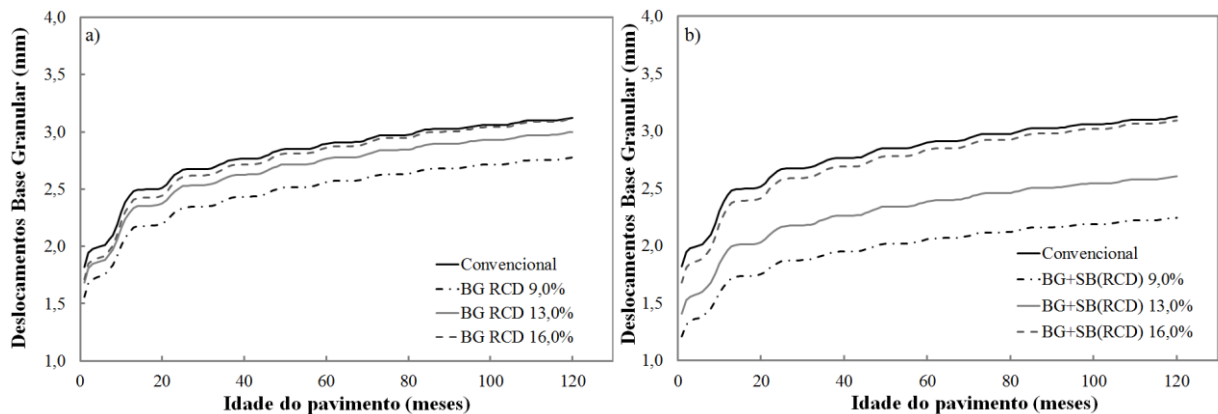 a)
Deslocamentos Base Granular (mm)
4,0
3,5
3,0
2,5
2,0
1,5
1,0
Convencional
BG RCD 9,0%
BG RCD 13,0%
BG RCD 16,0%
0 20 40 60 80 100 120
Idade do pavimento (meses)
b)
Deslocamentos Base Granular (mm)
4,0
3,5
3,0
2,5
2,0
1,5
1,0
Convencional
BG+SB(RCD) 9,0%
BG+SB(RCD) 13,0%
BG+SB(RCD) 16,0%
0 20 40 60 80 100 120
Idade do pavimento (meses)